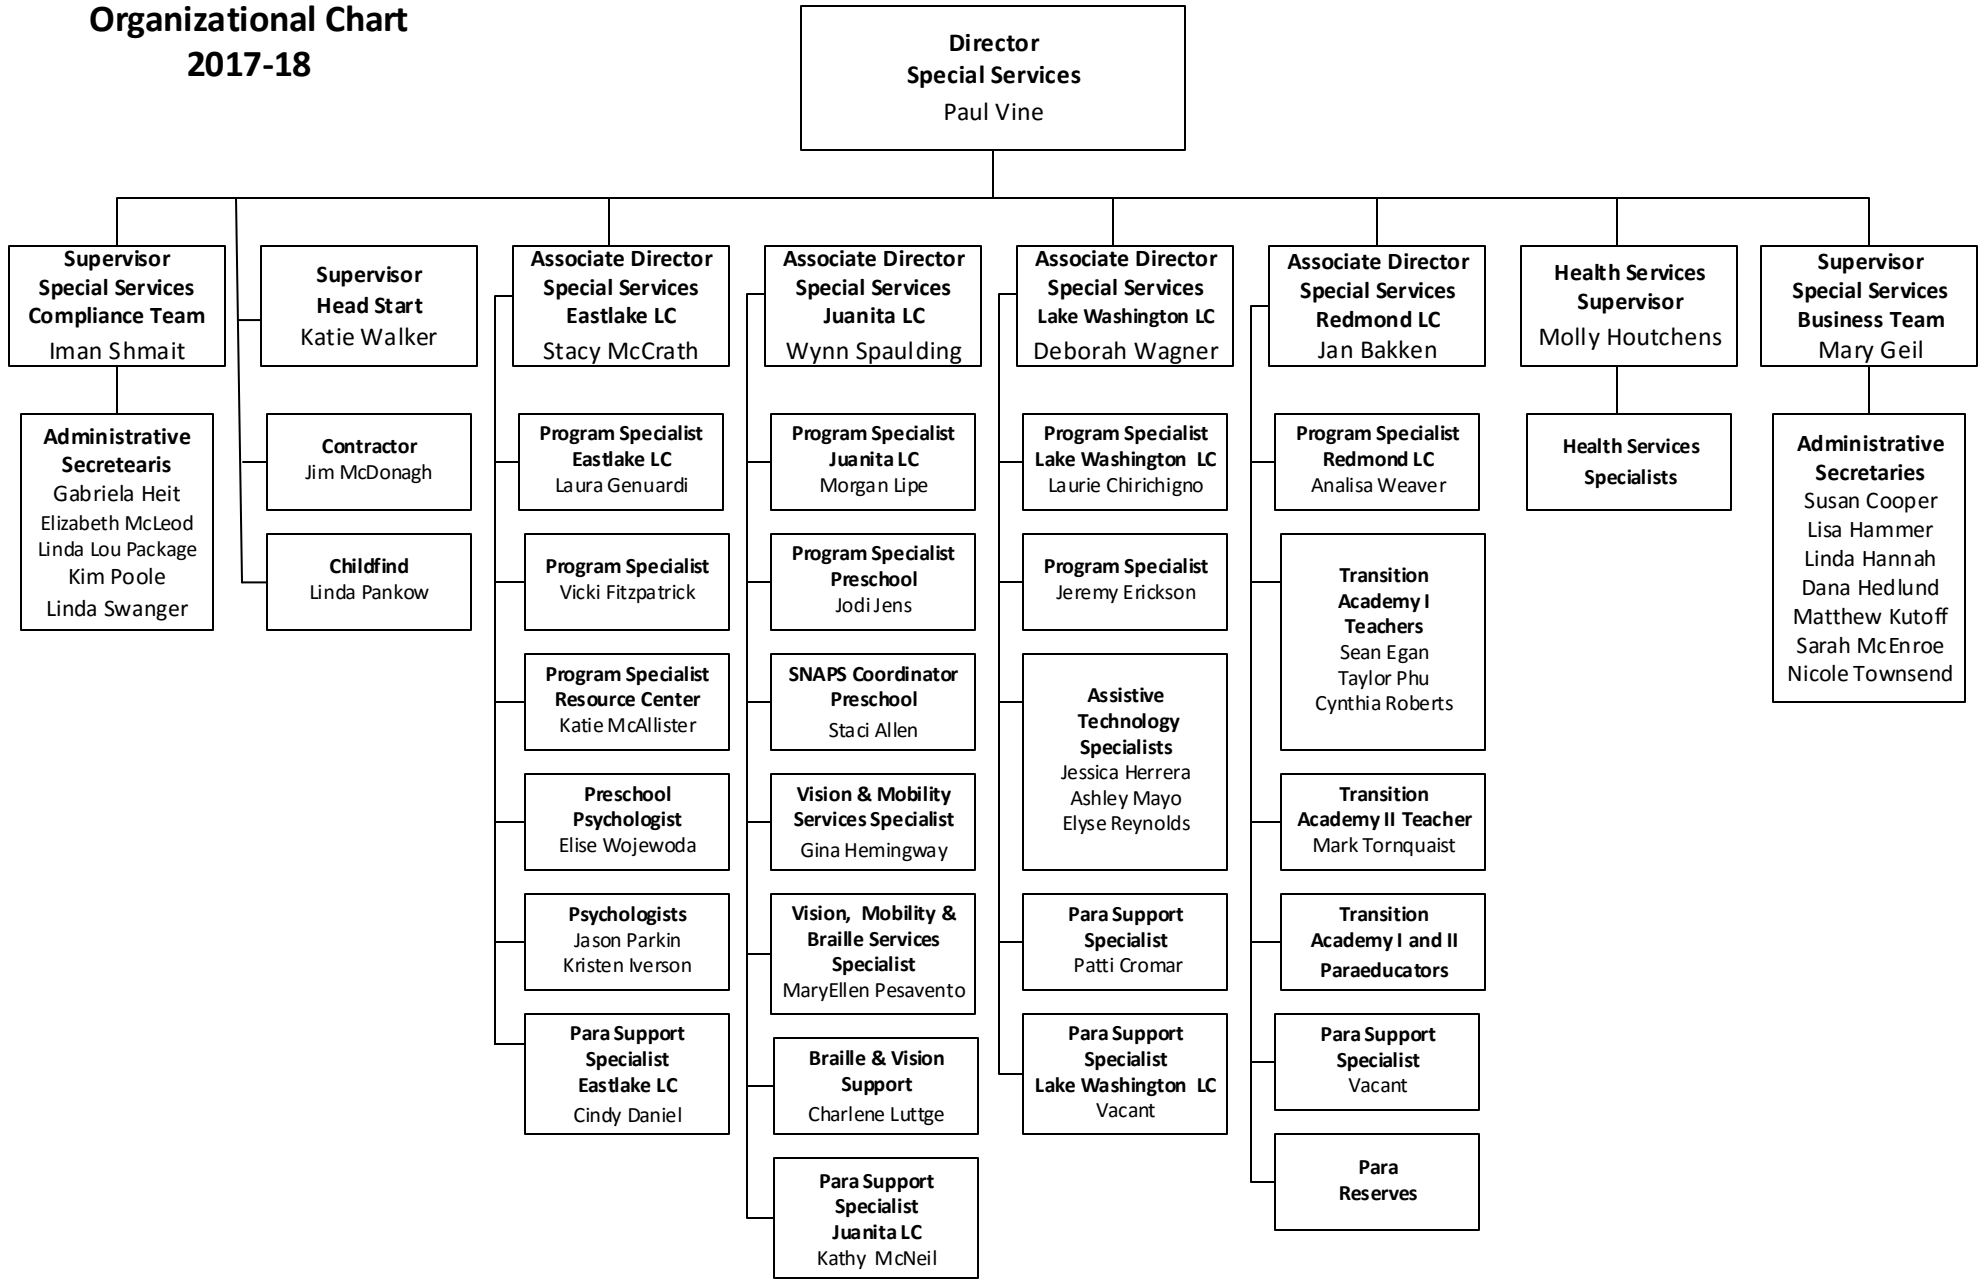 Organizational Chart
2017-18
Director
Special Services
Paul Vine
Supervisor
Special Services
Compliance Team
Iman Shmait
Administrative
Secretearis
Gabriela Heit
Elizabeth McLeod
Linda Lou Package
Kim Poole
Linda Swanger
Supervisor
Head Start
Katie Walker
Contractor
Jim McDonagh
Childfind
Linda Pankow
Associate Director
Special Services
Eastlake LC
Stacy McCrath
Program Specialist
Eastlake LC
Laura Genuardi
Program Specialist
Vicki Fitzpatrick
Program Specialist
Resource Center
Katie McAllister
Preschool
Psychologist
Elise Wojewoda
Psychologists
Jason Parkin
Kristen Iverson
Para Support
Specialist
Eastlake LC
Cindy Daniel
Associate Director
Special Services
Juanita LC
Wynn Spaulding
Program Specialist
Juanita LC
Morgan Lipe
Program Specialist
Preschool
Jodi Jens
SNAPS Coordinator
Preschool
Staci Allen
Vision & Mobility
Services Specialist
Gina Hemingway
Vision, Mobility &
Braille Services
Specialist
MaryEllen Pesavento
Braille & Vision
Support
Charlene Luttge
Para Support
Specialist
Juanita LC
Kathy McNeil
Associate Director
Special Services
Lake Washington LC
Deborah Wagner
Program Specialist
Lake Washington LC
Laurie Chirichigno
Program Specialist
Jeremy Erickson
Assistive
Technology
Specialists
Jessica Herrera
Ashley Mayo
Elyse Reynolds
Para Support
Specialist
Patti Cromar
Para Support
Specialist
Lake Washington LC
Vacant
Associate Director
Special Services
Redmond LC
Jan Bakken
Program Specialist
Redmond LC
Analisa Weaver
Transition
Academy I
Teachers
Sean Egan
Taylor Phu
Cynthia Roberts
Transition
Academy II Teacher
Mark Tornquaist
Transition
Academy I and II
Paraeducators
Para Support
Specialist
Vacant
Para
Reserves
Health Services
Supervisor
Molly Houtchens
Health Services
Specialists
Supervisor
Special Services
Business Team
Mary Geil
Administrative
Secretaries
Susan Cooper
Lisa Hammer
Linda Hannah
Dana Hedlund
Matthew Kutoff
Sarah McEnroe
Nicole Townsend